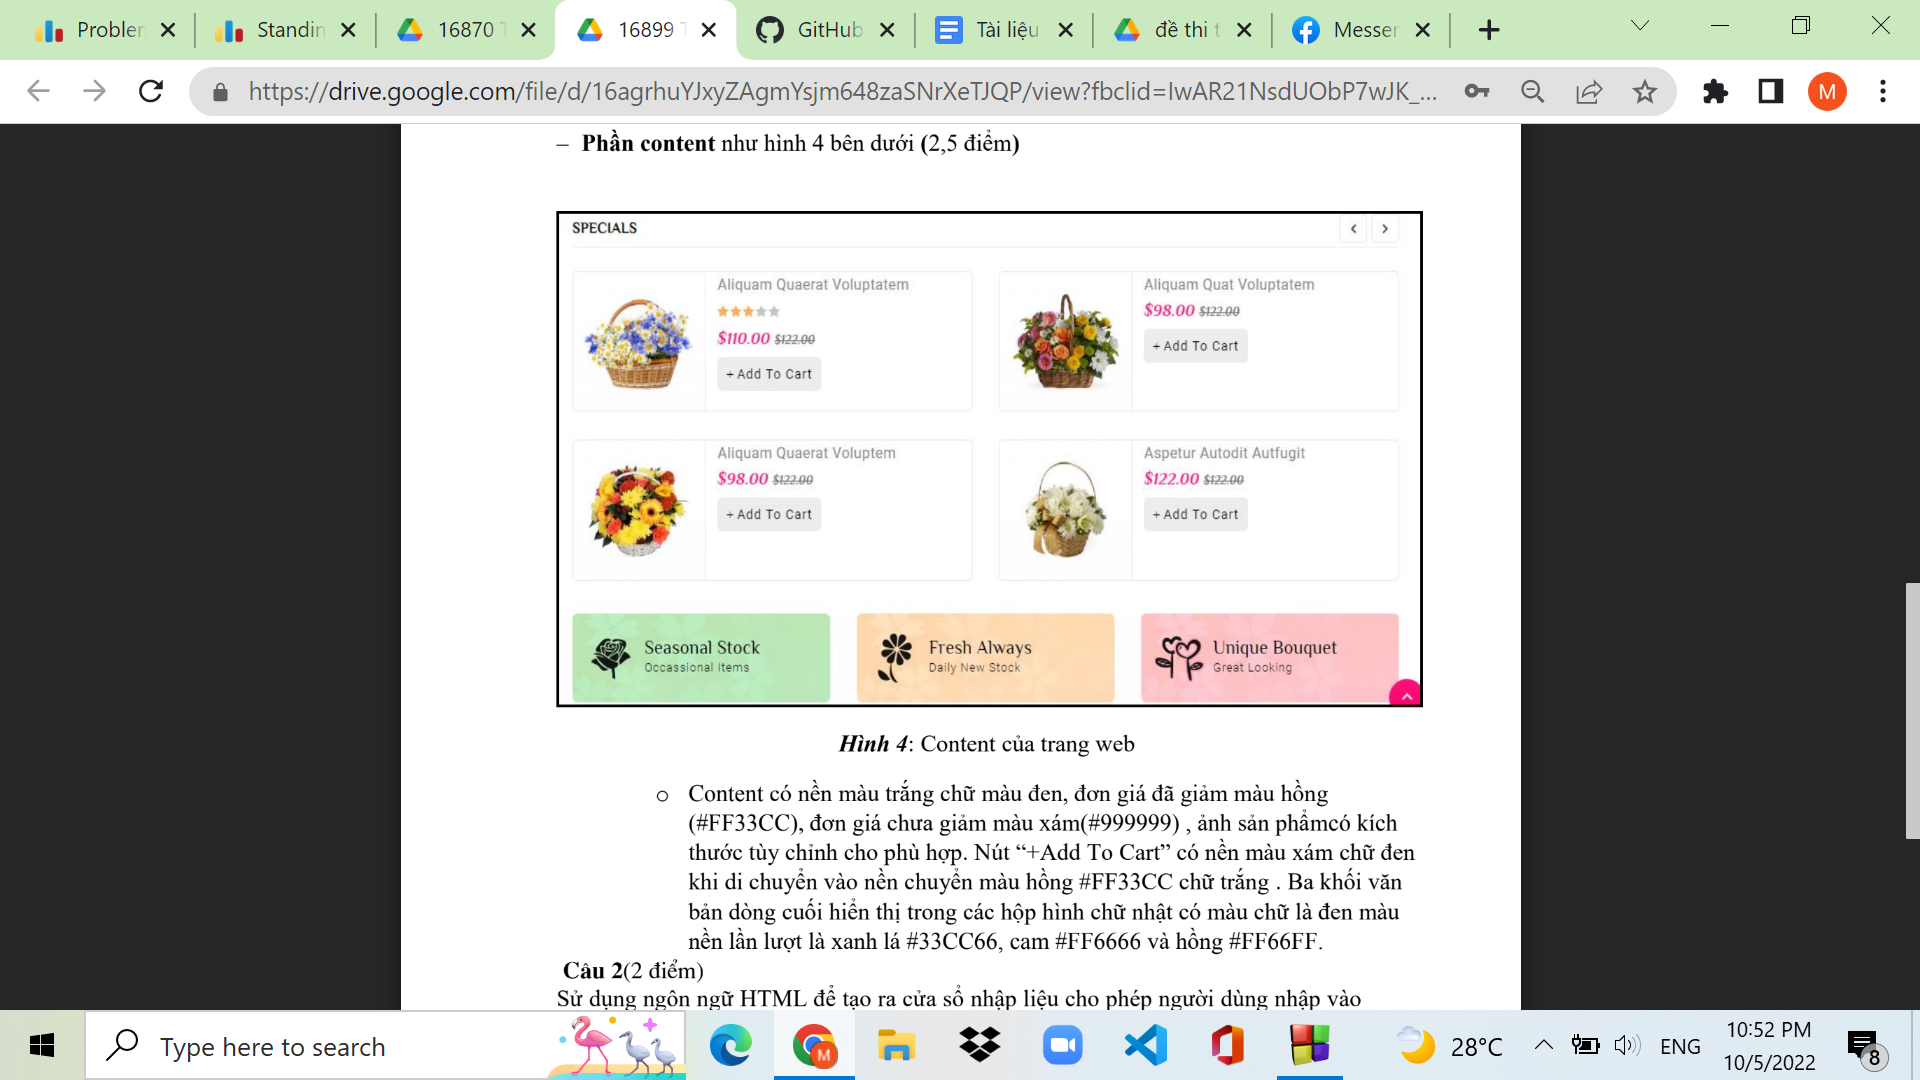 Problem
Standin
16870 T
16899 T
GitHub
Tài liệu
đề thi t
Messen
https://drive.google.com/file/d/16agrhuYJxyZAgmYsjm648zaSNrXeTJQP/view?fbclid=IwAR21NsdUObP7wJK_...
M
– Phần content như hình 4 bên dưới (2,5 điểm)
SPECIALS
Aliquam Quaerat Voluptatem
$110.00 $122.00
+ Add To Cart
Aliquam Quat Voluptatem
$98.00 $122.00
+ Add To Cart
Aliquam Quaerat Voluptem
$98.00 $122.00
+ Add To Cart
Aspetur Autodit Autfugit
$122.00 $122.00
+ Add To Cart
Seasonal Stock
Occassional Items
Fresh Always
Daily New Stock
Unique Bouquet
Great Looking
Hình 4: Content của trang web
o Content có nền màu trắng chữ màu đen, đơn giá đã giảm màu hồng
(#FF33CC), đơn giá chưa giảm màu xám(#999999) , ảnh sản phẩmcó kích
thước tùy chỉnh cho phù hợp. Nút “+Add To Cart” có nền màu xám chữ đen
khi di chuyển vào nền chuyển màu hồng #FF33CC chữ trắng . Ba khối văn
bản dòng cuối hiển thị trong các hộp hình chữ nhật có màu chữ là đen màu
nền lần lượt là xanh lá #33CC66, cam #FF6666 và hồng #FF66FF.
Câu 2(2 điểm)
Sử dụng ngôn ngữ HTML để tạo ra cửa sổ nhập liệu cho phép người dùng nhập vào
Type here to search
M
28°C
ENG
10:52 PM
10/5/2022
8